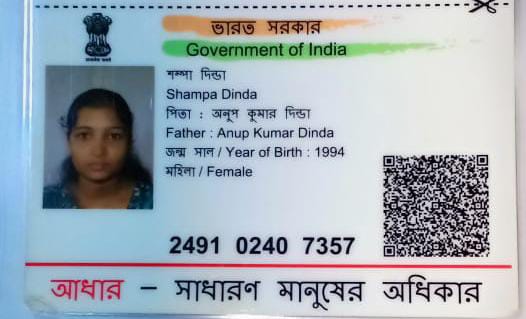 ভারত সরকার
Government of India
শম্পা দিন্ডা
Shampa Dinda
পিতা : অনুপ কুমার দিন্ডা
Father : Anup Kumar Dinda
জন্ম সাল / Year of Birth : 1994
মহিলা / Female
2491 0240 7357
আধার – সাধারণ মানুষের অধিকার